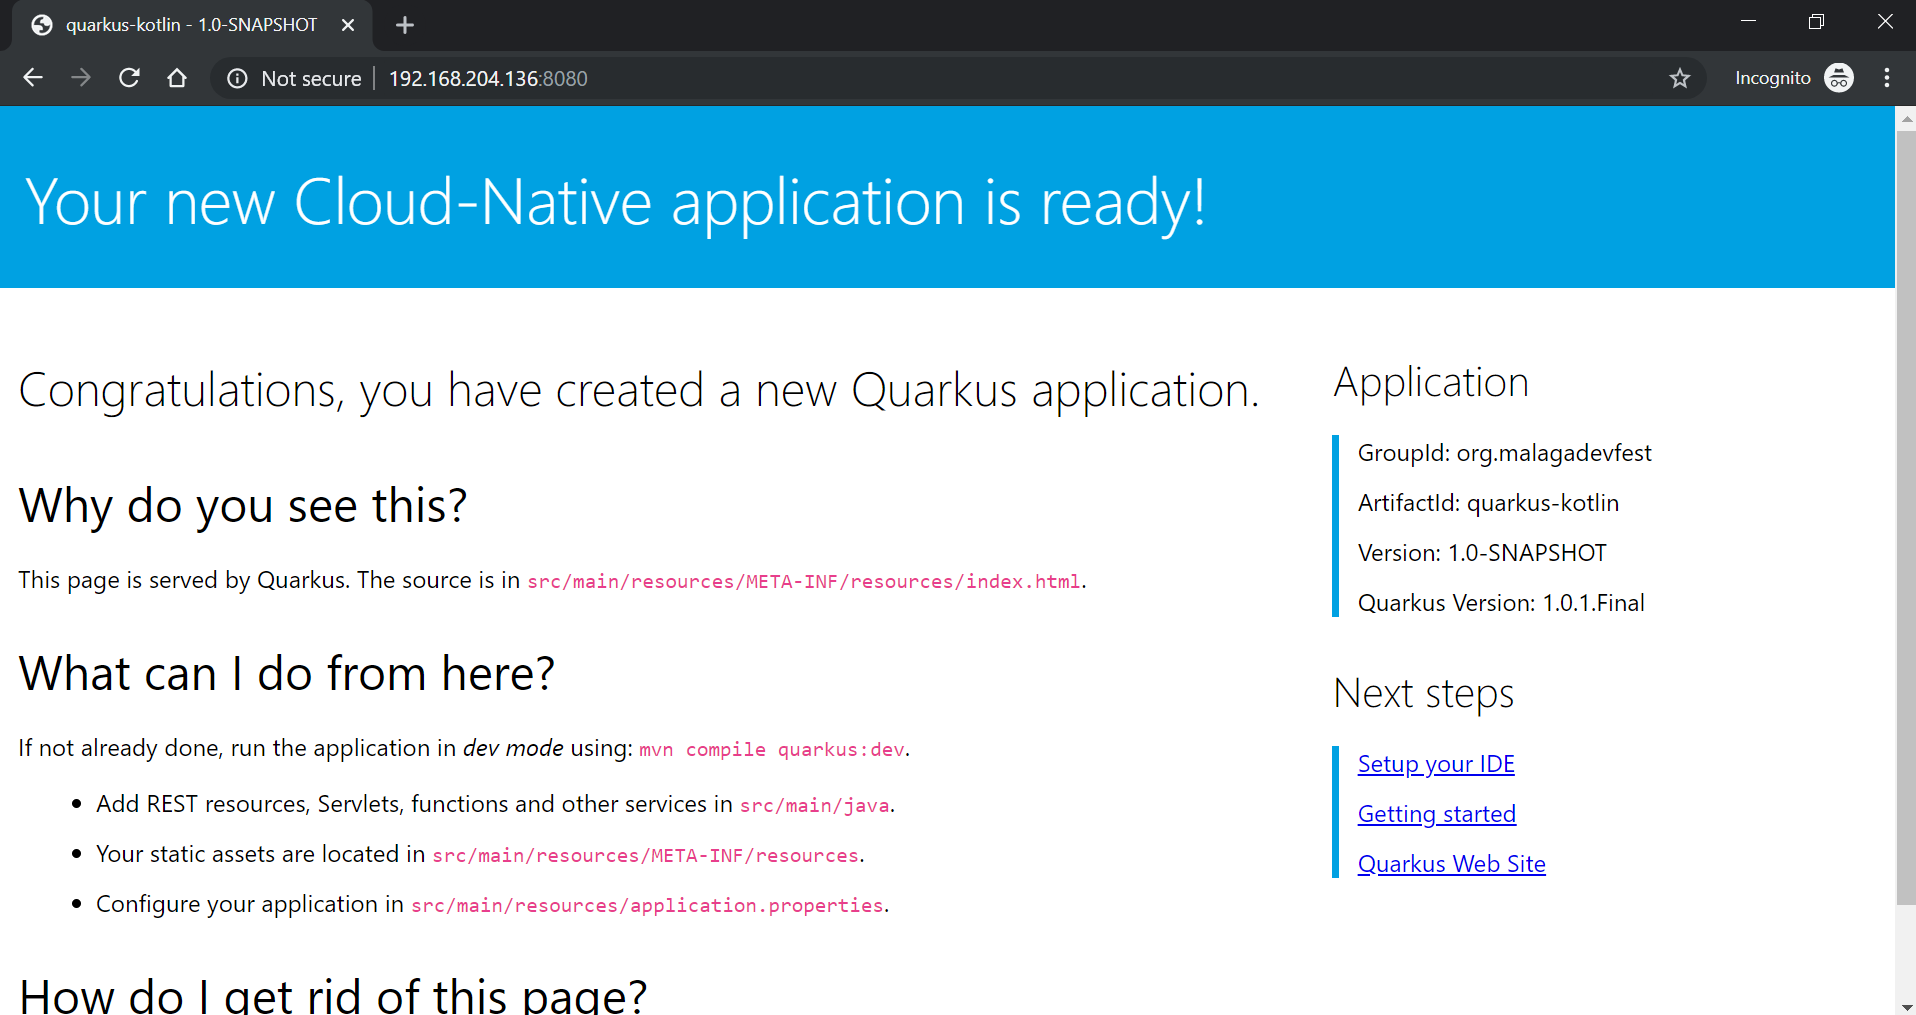 quarkus-kotlin - 1.0-SNAPSHOT
Not secure 192.168.204.136:8080
Incognito
Your new Cloud-Native application is ready!
Congratulations, you have created a new Quarkus application.
Why do you see this?
This page is served by Quarkus. The source is in src/main/resources/META-INF/resources/index.html.
What can I do from here?
If not already done, run the application in dev mode using: mvn compile quarkus:dev.
• Add REST resources, Servlets, functions and other services in src/main/java.
• Your static assets are located in src/main/resources/META-INF/resources.
• Configure your application in src/main/resources/application.properties.
How do I get rid of this page?
Application
GroupId: org.malagadevfest
ArtifactId: quarkus-kotlin
Version: 1.0-SNAPSHOT
Quarkus Version: 1.0.1.Final
Next steps
Setup your IDE
Getting started
Quarkus Web Site